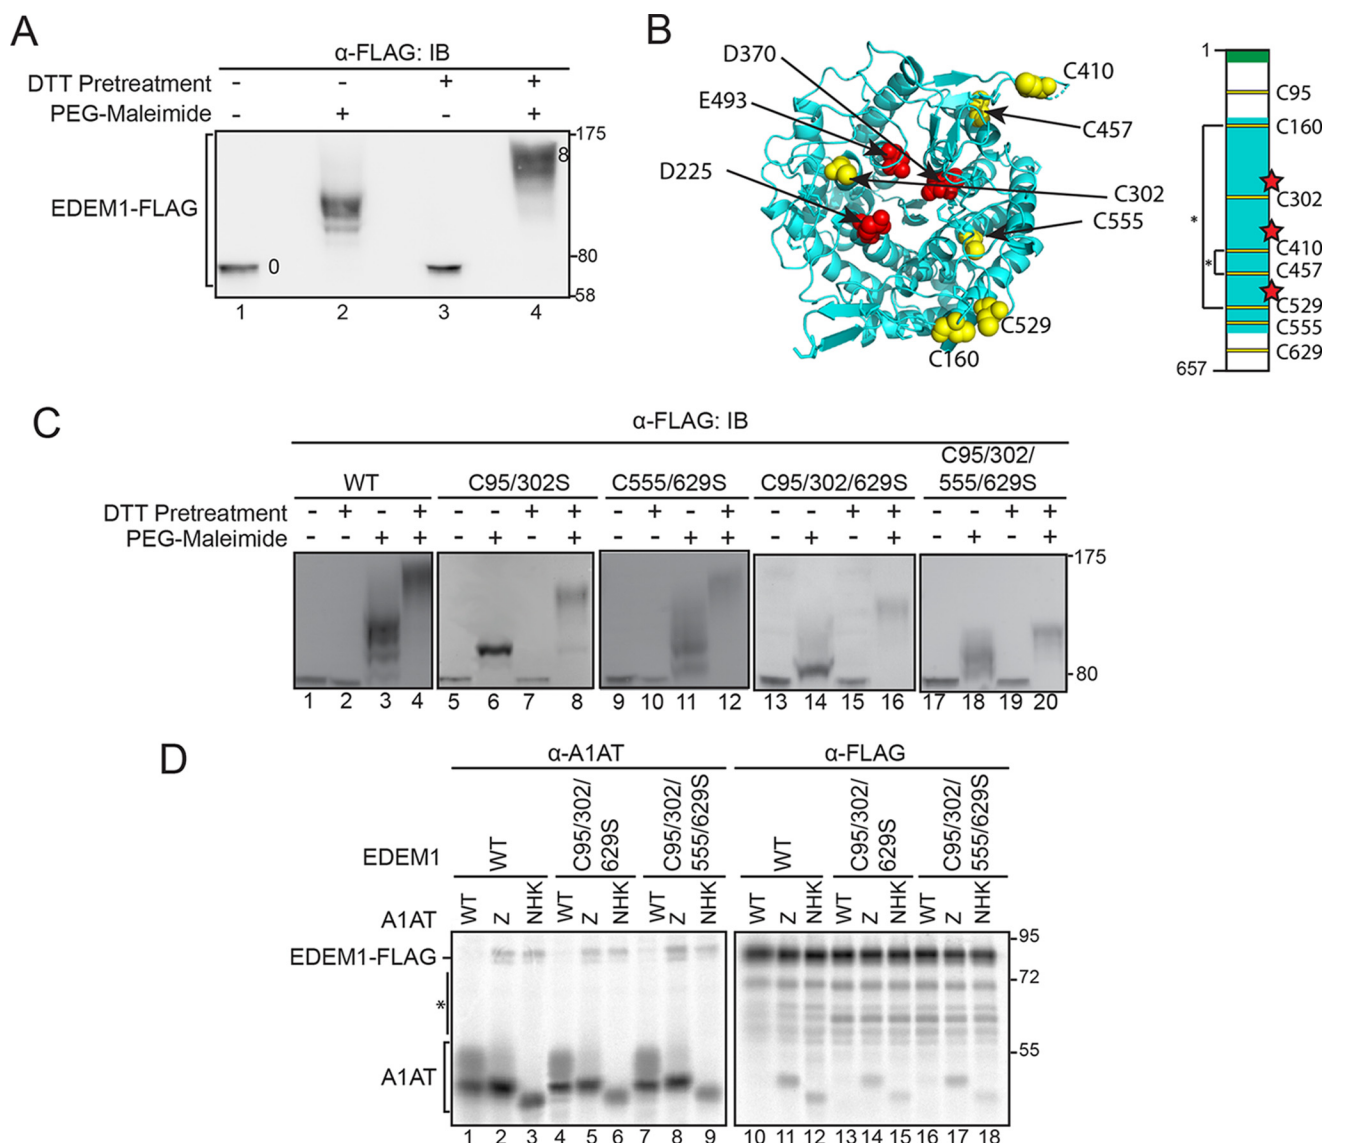 A
α-FLAG: IB
DTT Pretreatment - - + +
PEG-Maleimide - + - +
EDEM1-FLAG
0
8
175
80
58
1 2 3 4
B
D370
E493
D225
C410
C457
C302
C555
C529
C160
1
C95
C160
C302
C410
C457
C529
C555
C629
657
*
*
C
α-FLAG: IB
WT C95/302S C555/629S C95/302/629S C95/302/
555/629S
DTT Pretreatment - + - + - - + + - + - + - - + + - - + +
PEG-Maleimide - - + + - + - + - - + + - + - + - + - +
175
80
1 2 3 4 5 6 7 8 9 10 11 12 13 14 15 16 17 18 19 20
D
α-A1AT α-FLAG
EDEM1 WT C95/302/
629S C95/302/
555/629S WT C95/302/
629S C95/302/
555/629S
A1AT WT Z NHK WT Z NHK WT Z NHK WT Z NHK WT Z NHK WT Z NHK
EDEM1-FLAG
*
A1AT
95
72
55
1 2 3 4 5 6 7 8 9 10 11 12 13 14 15 16 17 18